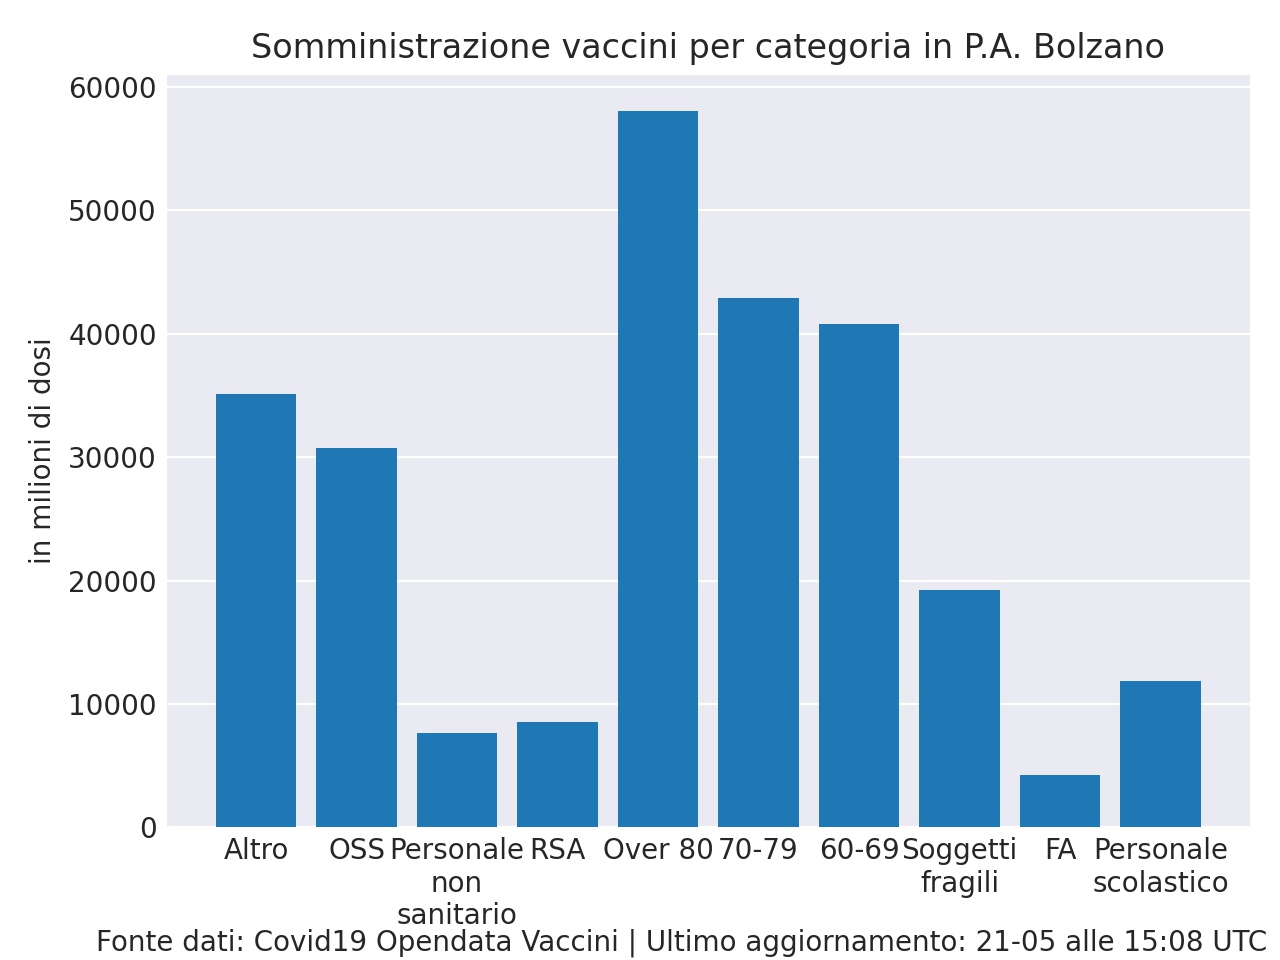 Somministrazione vaccini per categoria in P.A. Bolzano
60000
50000
40000
30000
20000
10000
0
in milioni di dosi
Altro
OSS
Personale
non
sanitario
RSA
Over 80
70-79
60-69
Soggetti
fragili
FA
Personale
scolastico
Fonte dati: Covid19 Opendata Vaccini | Ultimo aggiornamento: 21-05 alle 15:08 UTC